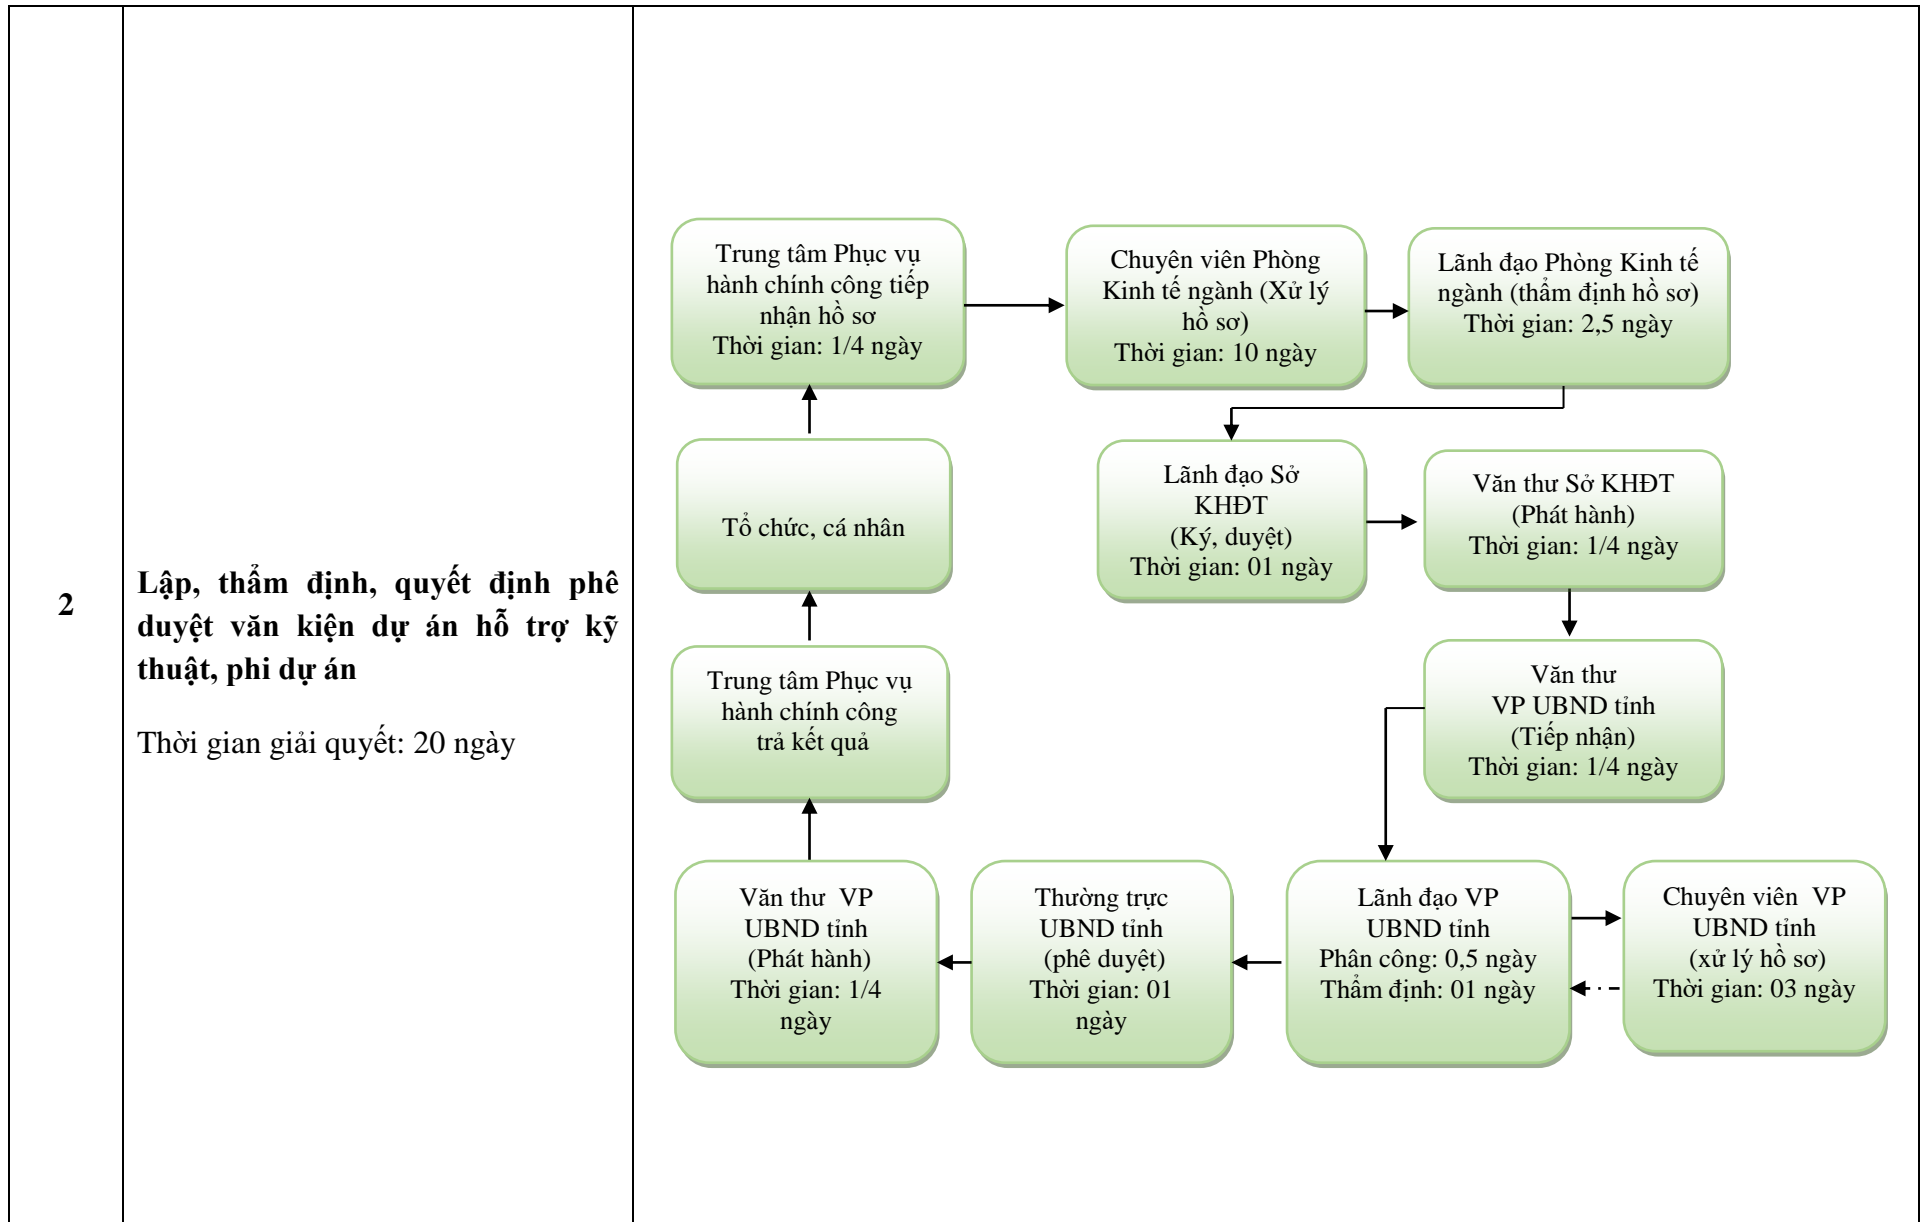 2
Lập, thẩm định, quyết định phê
duyệt văn kiện dự án hỗ trợ kỹ
thuật, phi dự án
Thời gian giải quyết: 20 ngày
Trung tâm Phục vụ
hành chính công tiếp
nhận hồ sơ
Thời gian: 1/4 ngày
Chuyên viên Phòng
Kinh tế ngành (Xử lý
hồ sơ)
Thời gian: 10 ngày
Lãnh đạo Phòng Kinh tế
ngành (thẩm định hồ sơ)
Thời gian: 2,5 ngày
Tổ chức, cá nhân
Lãnh đạo Sở
KHĐT
(Ký, duyệt)
Thời gian: 01 ngày
Văn thư Sở KHĐT
(Phát hành)
Thời gian: 1/4 ngày
Trung tâm Phục vụ
hành chính công
trả kết quả
Văn thư
VP UBND tỉnh
(Tiếp nhận)
Thời gian: 1/4 ngày
Văn thư VP
UBND tỉnh
(Phát hành)
Thời gian: 1/4
ngày
Thường trực
UBND tỉnh
(phê duyệt)
Thời gian: 01
ngày
Lãnh đạo VP
UBND tỉnh
Phân công: 0,5 ngày
Thẩm định: 01 ngày
Chuyên viên VP
UBND tỉnh
(xử lý hồ sơ)
Thời gian: 03 ngày